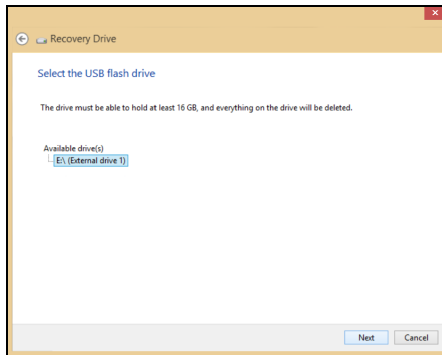 Recovery Drive
Select the USB flash drive
The drive must be able to hold at least 16 GB, and everything on the drive will be deleted.
Available drive(s)
E:\ (External drive 1)
Next Cancel